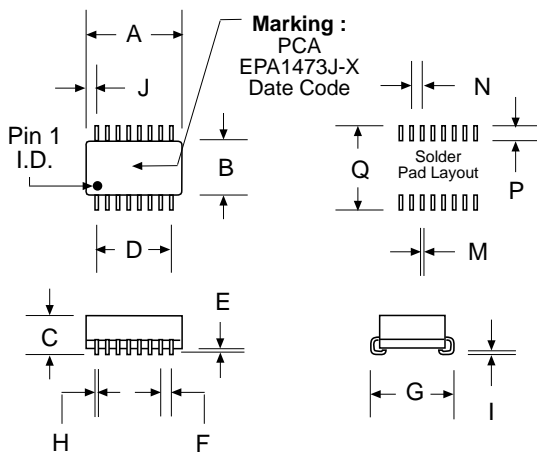 A
Marking :
PCA
EPA1473J-X
Date Code
J
N
Pin 1
I.D.
B
Q
Solder
Pad Layout
P
D
M
E
C
G
I
H
F